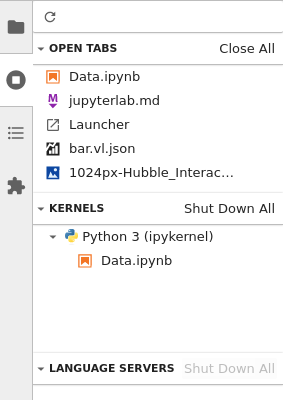 OPEN TABS Close All
Data.ipynb
M jupyterlab.md
Launcher
bar.vl.json
1024px-Hubble_Interac...
KERNELS Shut Down All
Python 3 (ipykernel)
Data.ipynb
LANGUAGE SERVERS Shut Down All